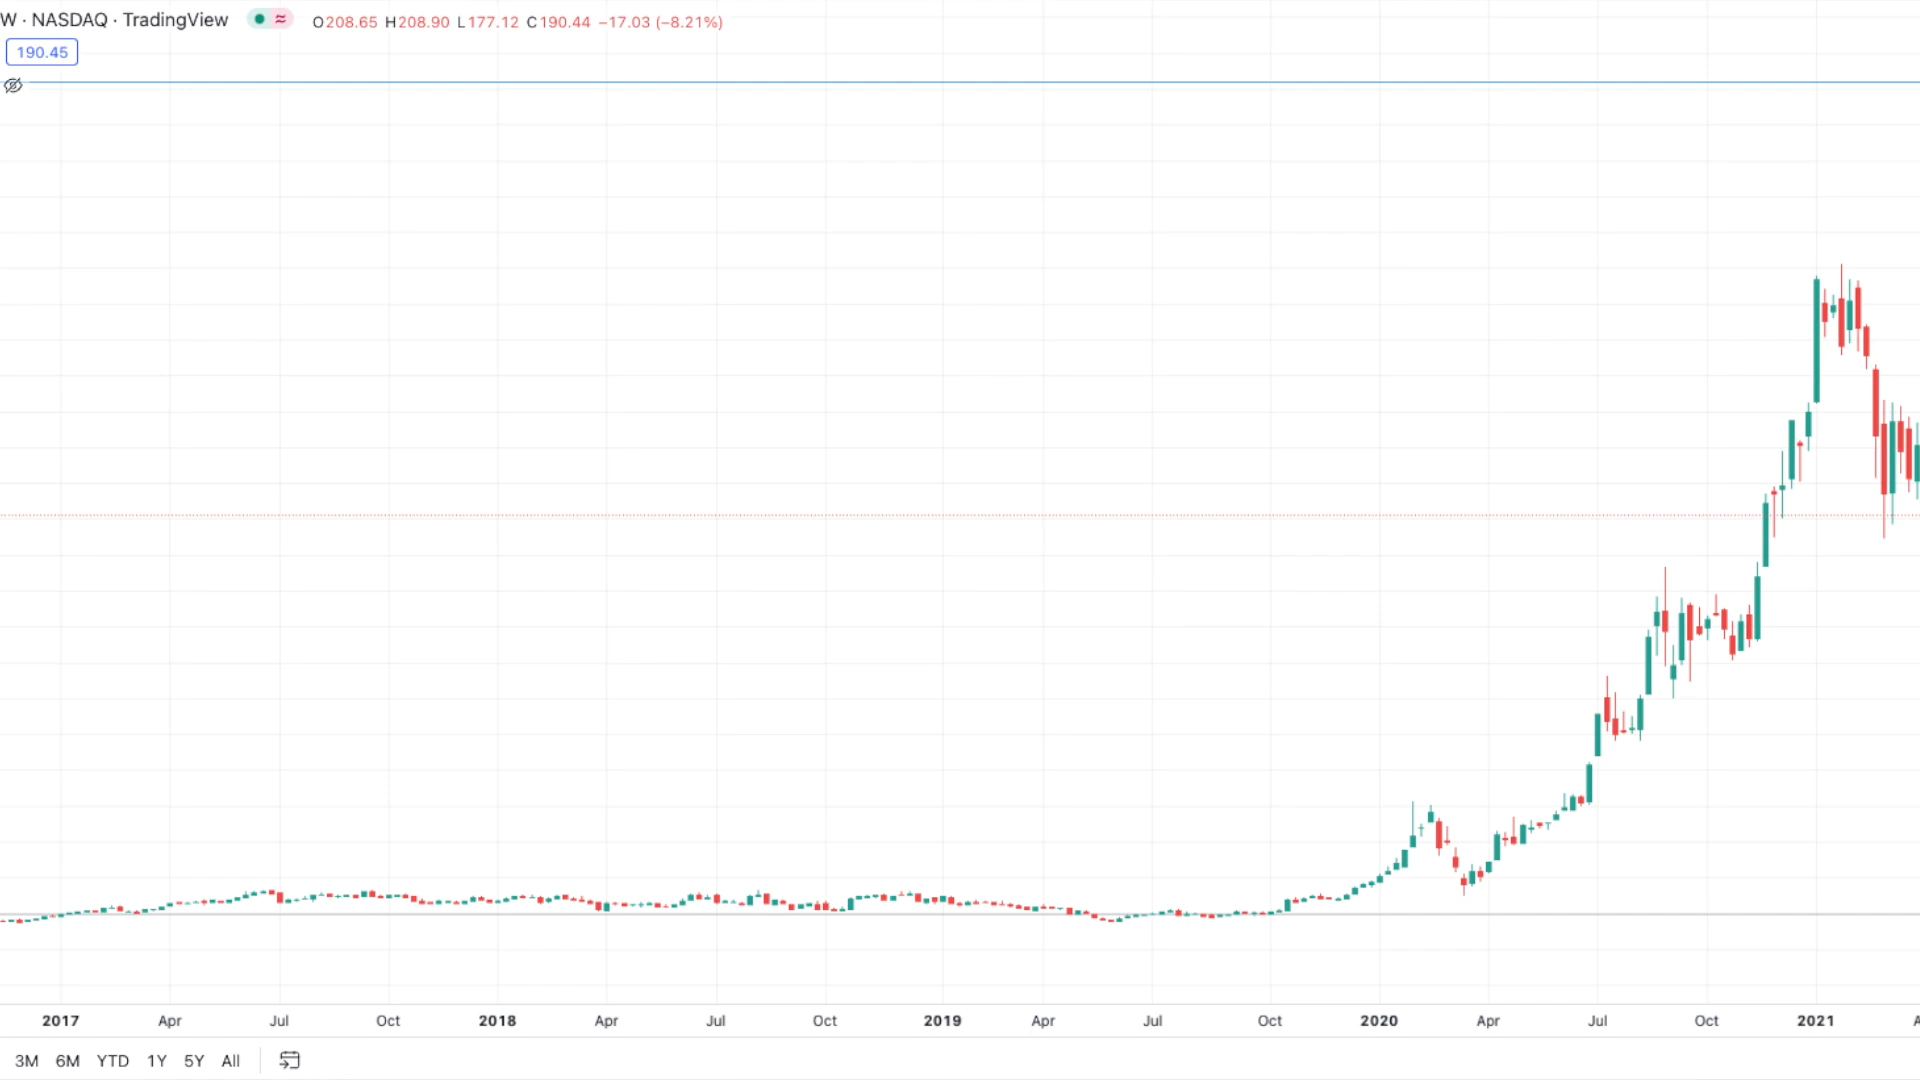 W · NASDAQ · TradingView ≈ O208.65 H208.90 L177.12 C190.44 −17.03 (−8.21%)
190.45
2017 Apr Jul Oct 2018 Apr Jul Oct 2019 Apr Jul Oct 2020 Apr Jul Oct 2021
3M 6M YTD 1Y 5Y All